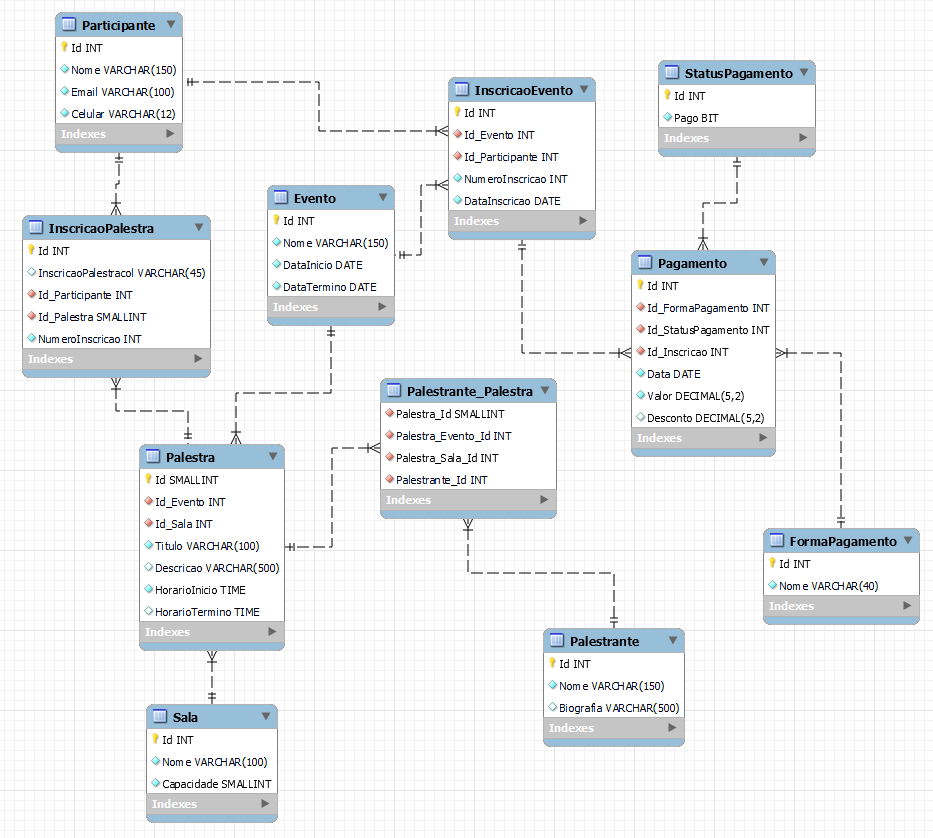 Participante
Id INT
Nome VARCHAR(150)
Email VARCHAR(100)
Celular VARCHAR(12)
Indexes
InscricaoEvento
Id INT
Id_Evento INT
Id_Participante INT
NumeroInscricao INT
DataInscricao DATE
Indexes
StatusPagamento
Id INT
Pago BIT
Indexes
Evento
Id INT
Nome VARCHAR(150)
DataInicio DATE
DataTermino DATE
Indexes
InscricaoPalestra
Id INT
InscricaoPalestracol VARCHAR(45)
Id_Participante INT
Id_Palestra SMALLINT
NumeroInscricao INT
Indexes
Pagamento
Id INT
Id_FormaPagamento INT
Id_StatusPagamento INT
Id_Inscricao INT
Data DATE
Valor DECIMAL(5,2)
Desconto DECIMAL(5,2)
Indexes
Palestrante_Palestra
Palestra_Id SMALLINT
Palestra_Evento_Id INT
Palestra_Sala_Id INT
Palestrante_Id INT
Indexes
Palestra
Id SMALLINT
Id_Evento INT
Id_Sala INT
Titulo VARCHAR(100)
Descricao VARCHAR(500)
HorarioInicio TIME
HorarioTermino TIME
Indexes
FormaPagamento
Id INT
Nome VARCHAR(40)
Indexes
Palestrante
Id INT
Nome VARCHAR(150)
Biografia VARCHAR(500)
Indexes
Sala
Id INT
Nome VARCHAR(100)
Capacidade SMALLINT
Indexes